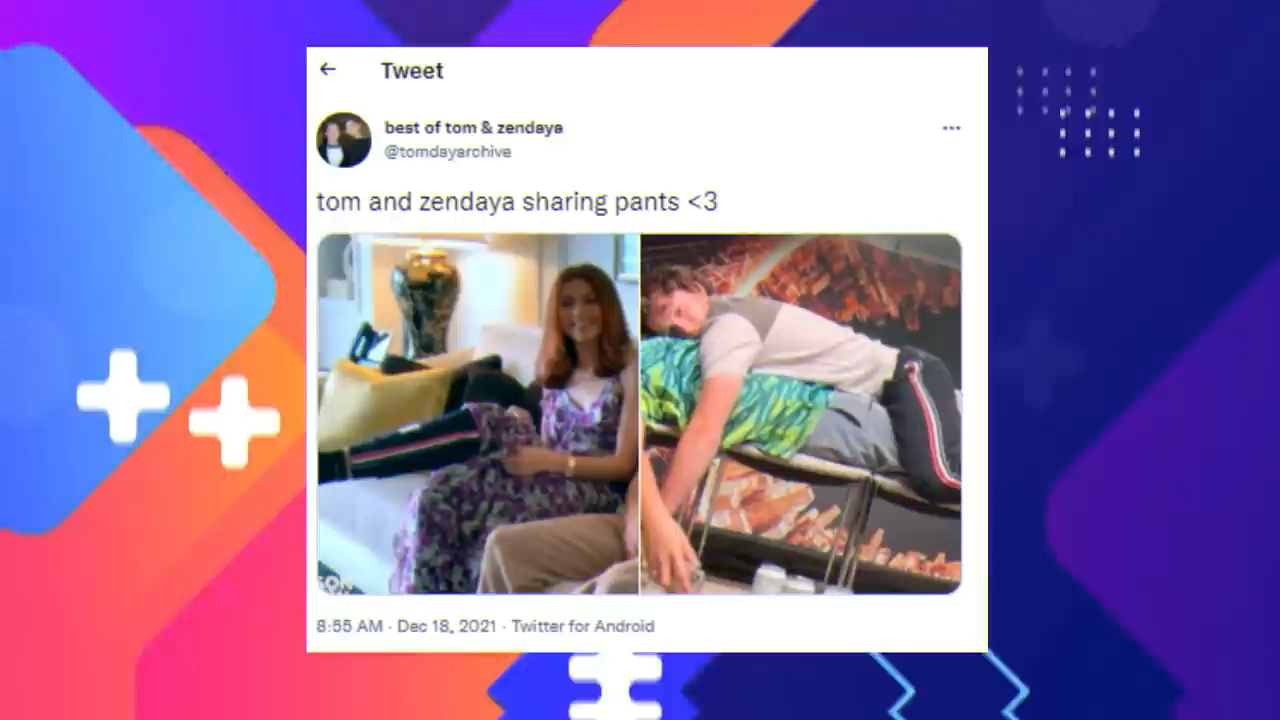 Tweet
best of tom & zendaya
@tomdayarchive
tom and zendaya sharing pants <3
8:55 AM · Dec 18, 2021 · Twitter for Android